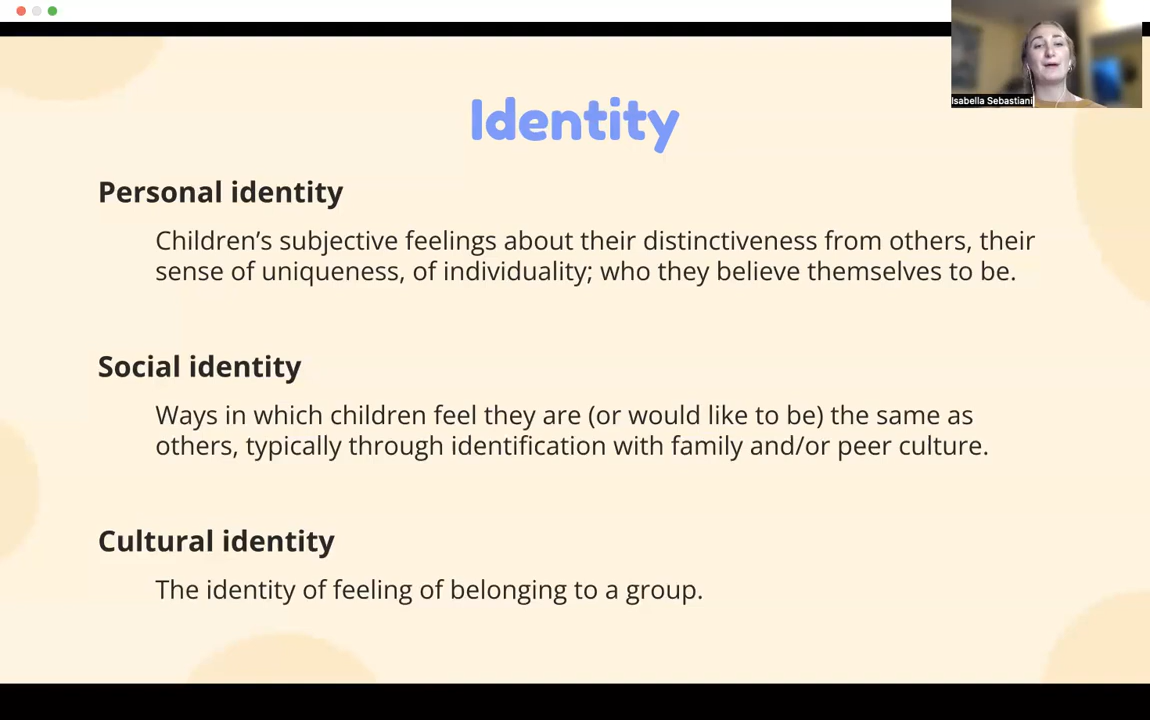 Isabella Sebastiani
Identity
Personal identity
Children’s subjective feelings about their distinctiveness from others, their
sense of uniqueness, of individuality; who they believe themselves to be.
Social identity
Ways in which children feel they are (or would like to be) the same as
others, typically through identification with family and/or peer culture.
Cultural identity
The identity of feeling of belonging to a group.